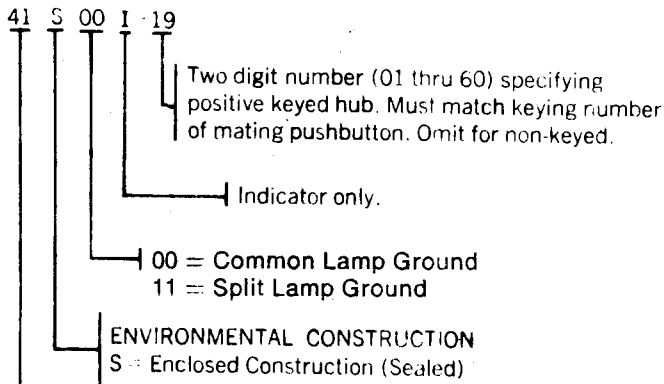 41 S 00 I - 19
Two digit number (01 thru 60) specifying
positive keyed hub. Must match keying number
of mating pushbutton. Omit for non-keyed.
Indicator only.
00 = Common Lamp Ground
11 = Split Lamp Ground
ENVIRONMENTAL CONSTRUCTION
S = Enclosed Construction (Sealed)